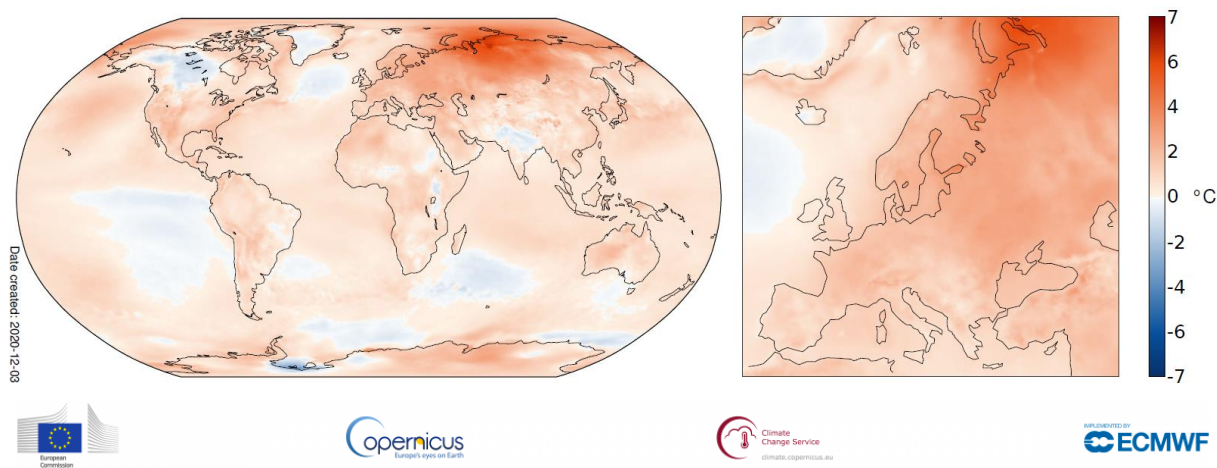 7
6
4
2
0
-2
-4
-6
-7
°C
Date created: 2020-12-03
European
Commission
opernicus
Europe's eyes on Earth
Climate
Change Service
climate.copernicus.eu
IMPLEMENTED BY
ECMWF